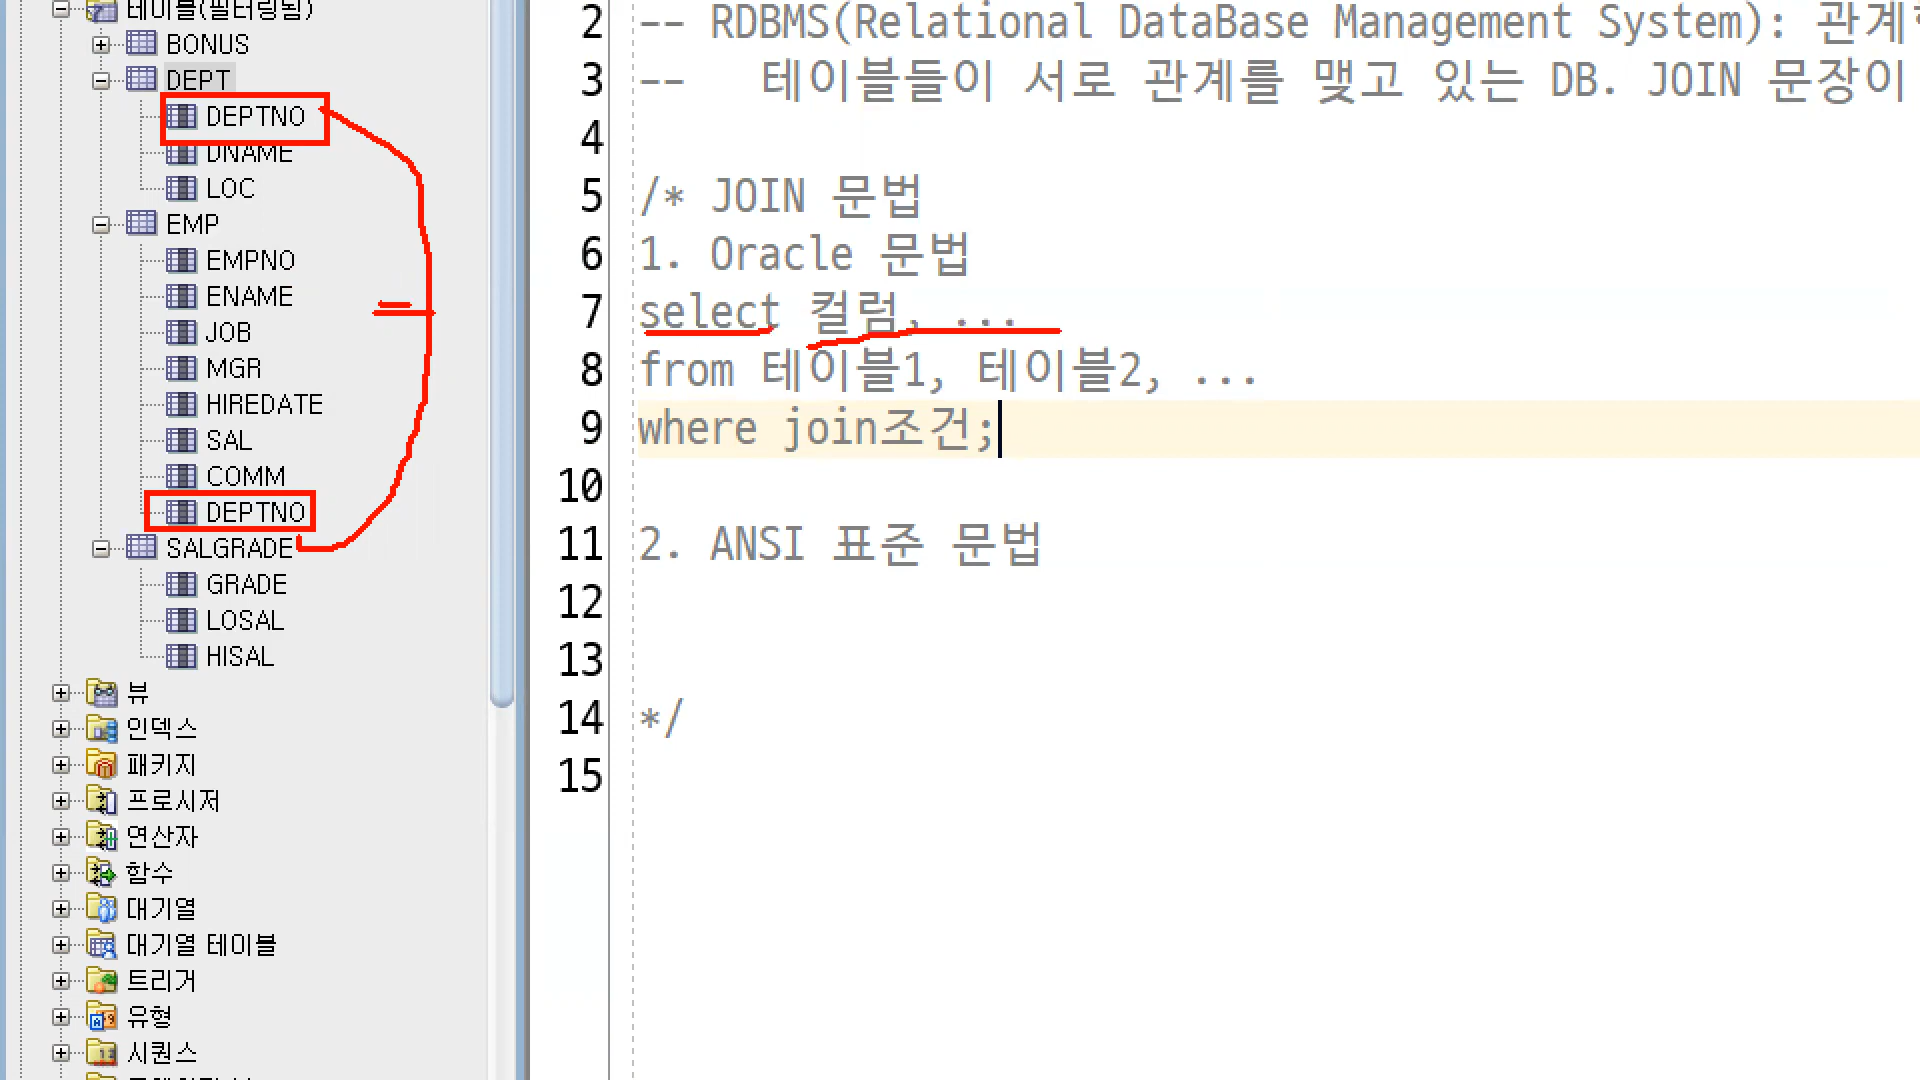 테이블(필터링됨)
BONUS
DEPT
DEPTNO
DNAME
LOC
EMP
EMPNO
ENAME
JOB
MGR
HIREDATE
SAL
COMM
DEPTNO
SALGRADE
GRADE
LOSAL
HISAL
뷰
인덱스
패키지
프로시저
연산자
함수
대기열
대기열 테이블
트리거
유형
시퀀스
2 -- RDBMS(Relational DataBase Management System): 관계
3 -- 테이블들이 서로 관계를 맺고 있는 DB. JOIN 문장이
4
5 /* JOIN 문법
6 1. Oracle 문법
7 select 컬럼, ...
8 from 테이블1, 테이블2, ...
9 where join조건;
10
11 2. ANSI 표준 문법
12
13
14 */
15